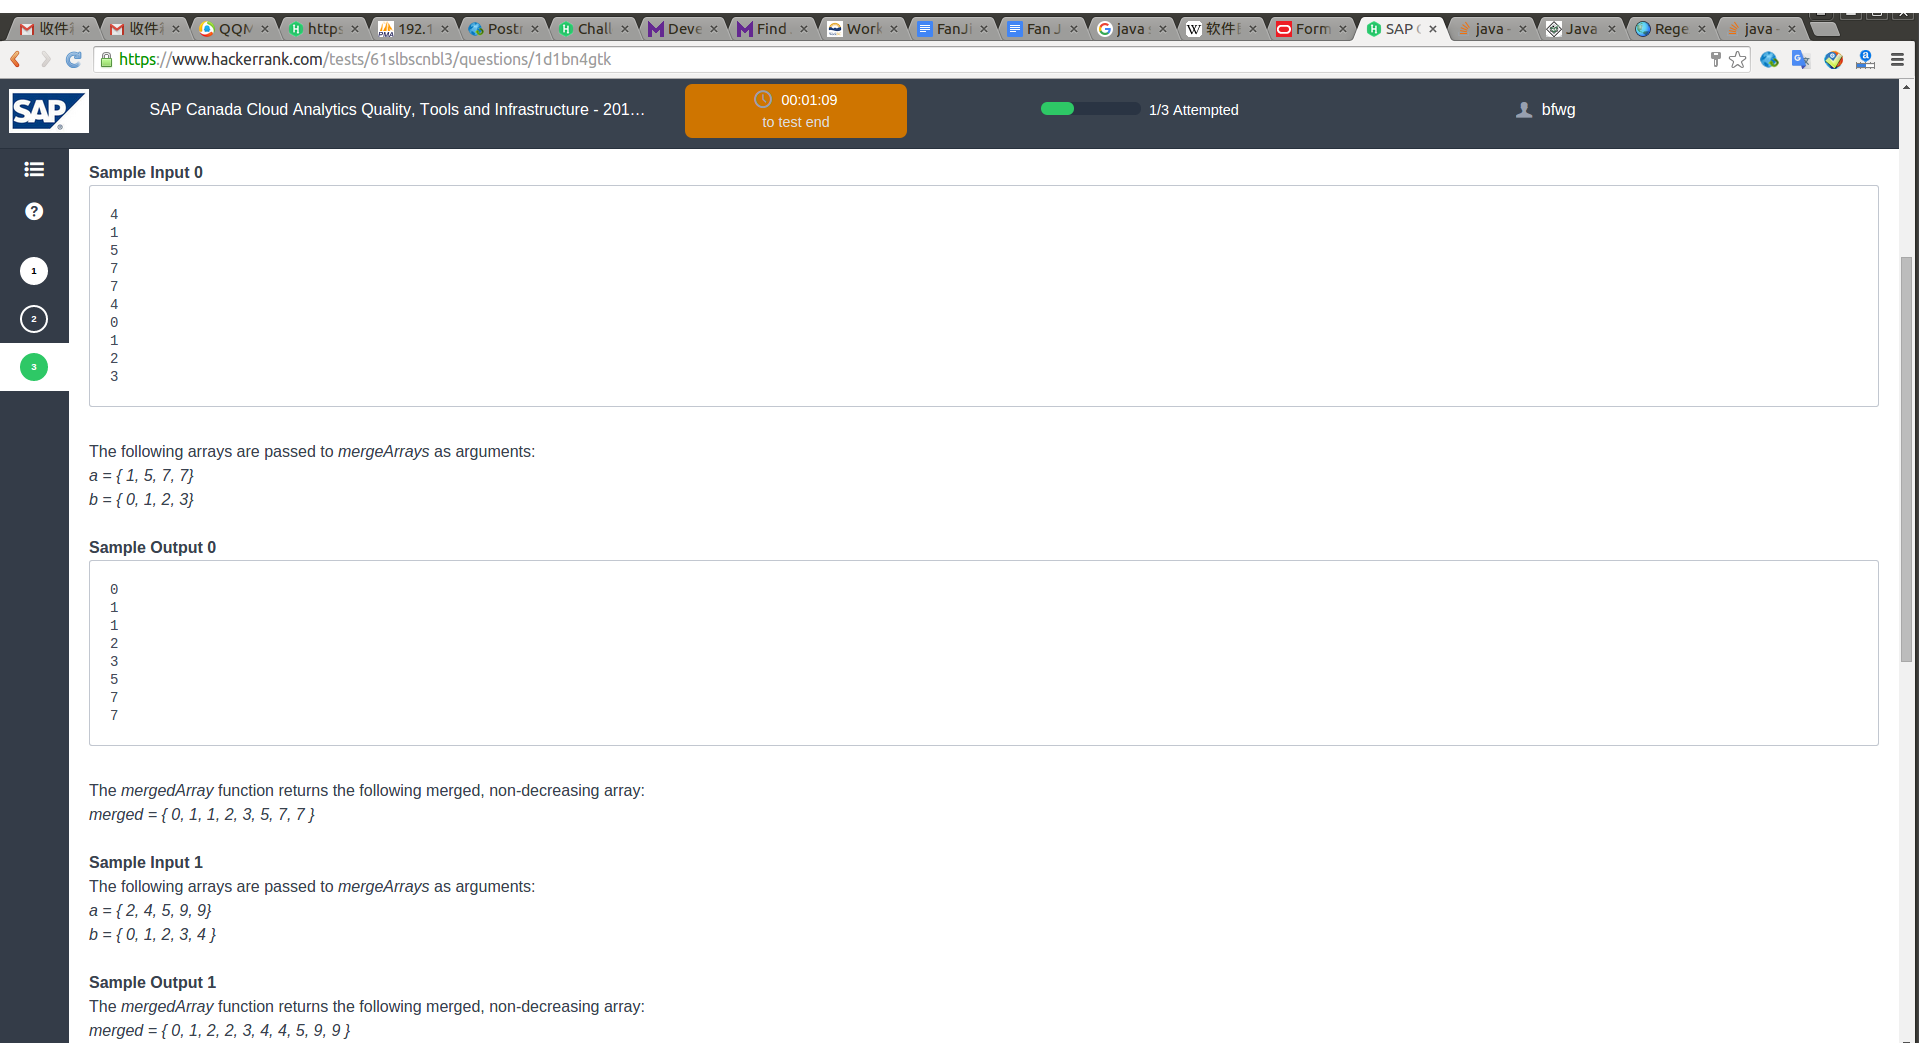 收件
收件
QQM
https
192.1
Postr
Chall
Deve
Find
Work
FanJi
Fan J
java
软件
Form
SAP
java -
Java
Rege
java -
https://www.hackerrank.com/tests/61slbscnbl3/questions/1d1bn4gtk
SAP
SAP Canada Cloud Analytics Quality, Tools and Infrastructure - 201...
00:01:09
to test end
1/3 Attempted
bfwg
1
2
3
Sample Input 0
4
1
5
7
7
4
0
1
2
3
The following arrays are passed to mergeArrays as arguments:
a = { 1, 5, 7, 7}
b = { 0, 1, 2, 3}
Sample Output 0
0
1
1
2
3
5
7
7
The mergedArray function returns the following merged, non-decreasing array:
merged = { 0, 1, 1, 2, 3, 5, 7, 7 }
Sample Input 1
The following arrays are passed to mergeArrays as arguments:
a = { 2, 4, 5, 9, 9}
b = { 0, 1, 2, 3, 4 }
Sample Output 1
The mergedArray function returns the following merged, non-decreasing array:
merged = { 0, 1, 2, 2, 3, 4, 4, 5, 9, 9 }